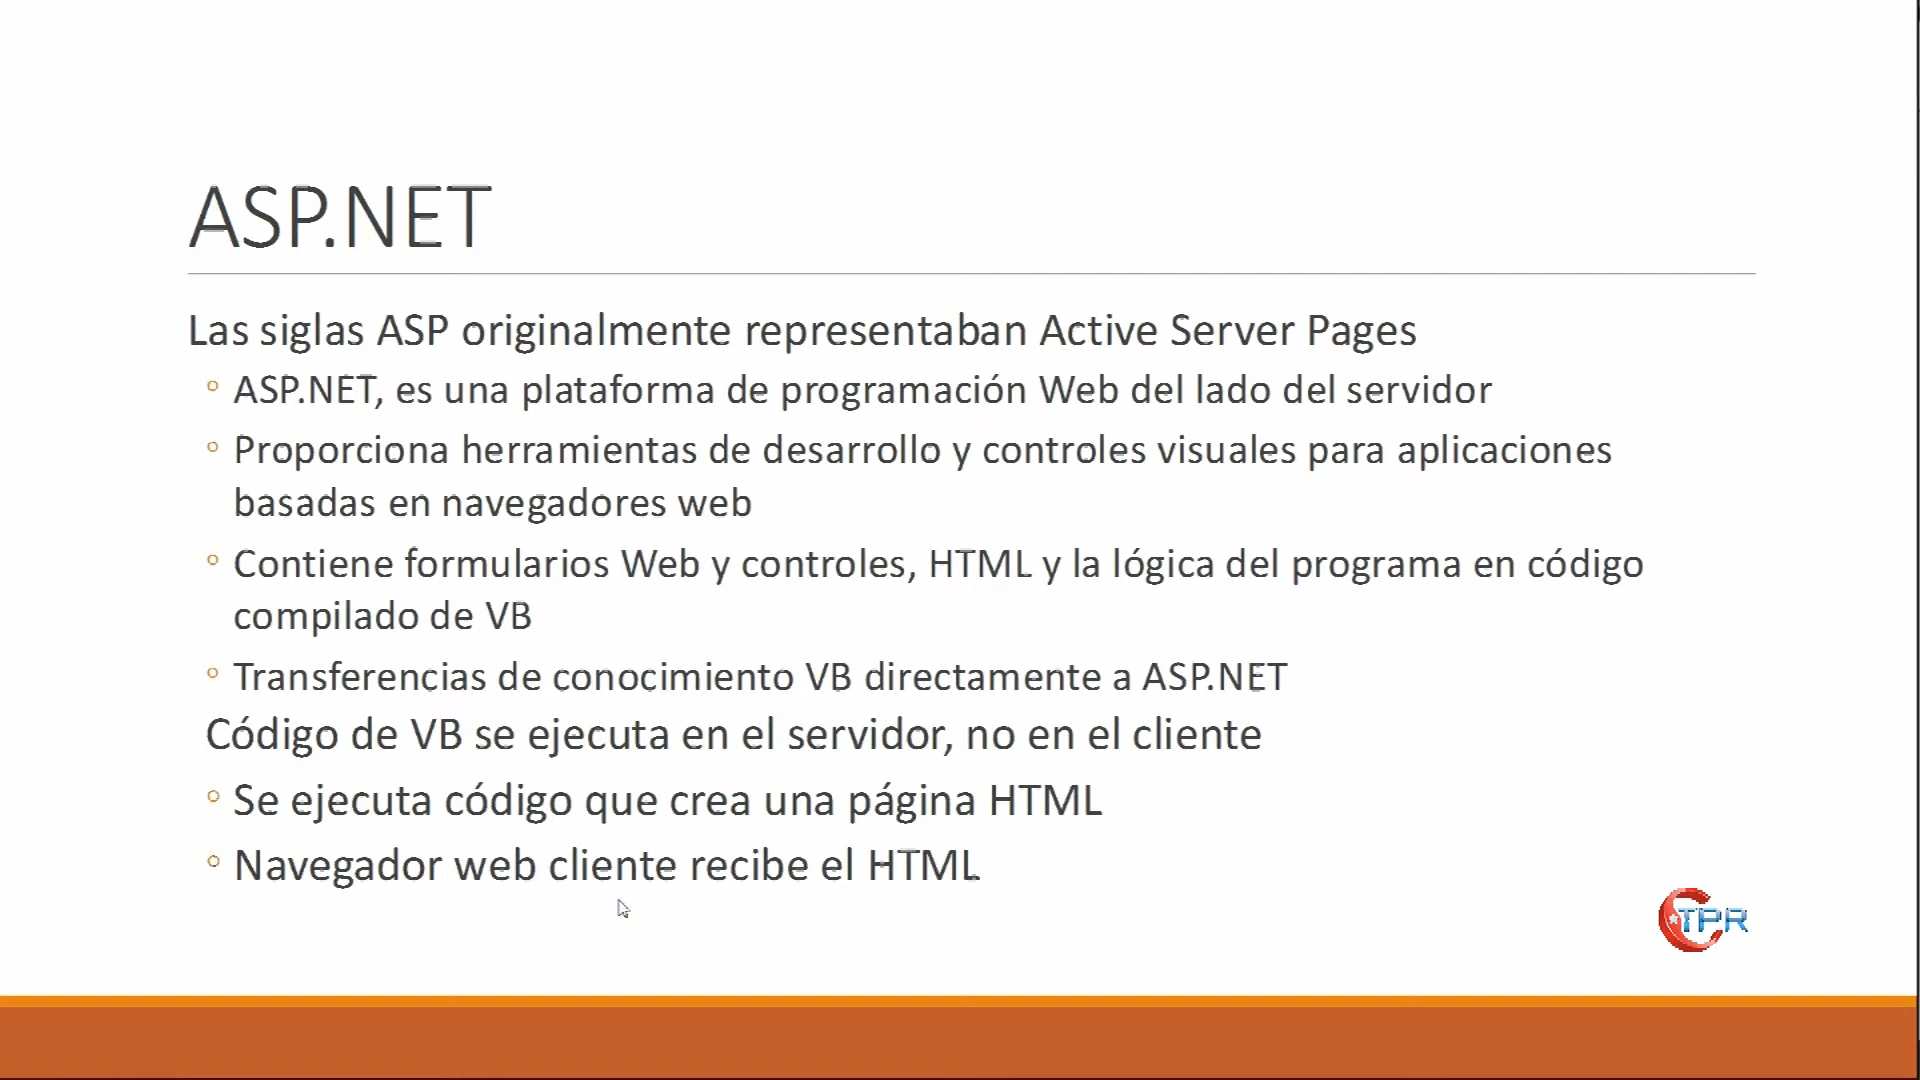 ASP.NET
Las siglas ASP originalmente representaban Active Server Pages
ASP.NET, es una plataforma de programación Web del lado del servidor
Proporciona herramientas de desarrollo y controles visuales para aplicaciones
basadas en navegadores web
Contiene formularios Web y controles, HTML y la lógica del programa en código
compilado de VB
Transferencias de conocimiento VB directamente a ASP.NET
Código de VB se ejecuta en el servidor, no en el cliente
Se ejecuta código que crea una página HTML
Navegador web cliente recibe el HTML
CTPR